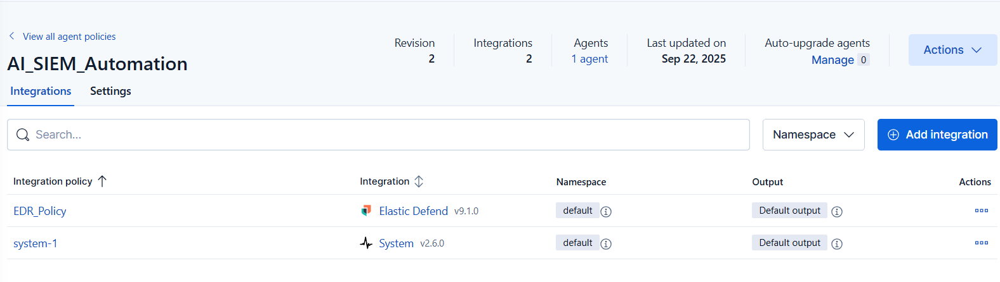 View all agent policies
AI_SIEM_Automation
Revision
2
Integrations
2
Agents
1 agent
Last updated on
Sep 22, 2025
Auto-upgrade agents
Manage 0
Actions
Integrations Settings
Search...
Namespace
Add integration
Integration policy Integration Namespace Output Actions
EDR_Policy Elastic Defend v9.1.0 default Default output
system-1 System v2.6.0 default Default output